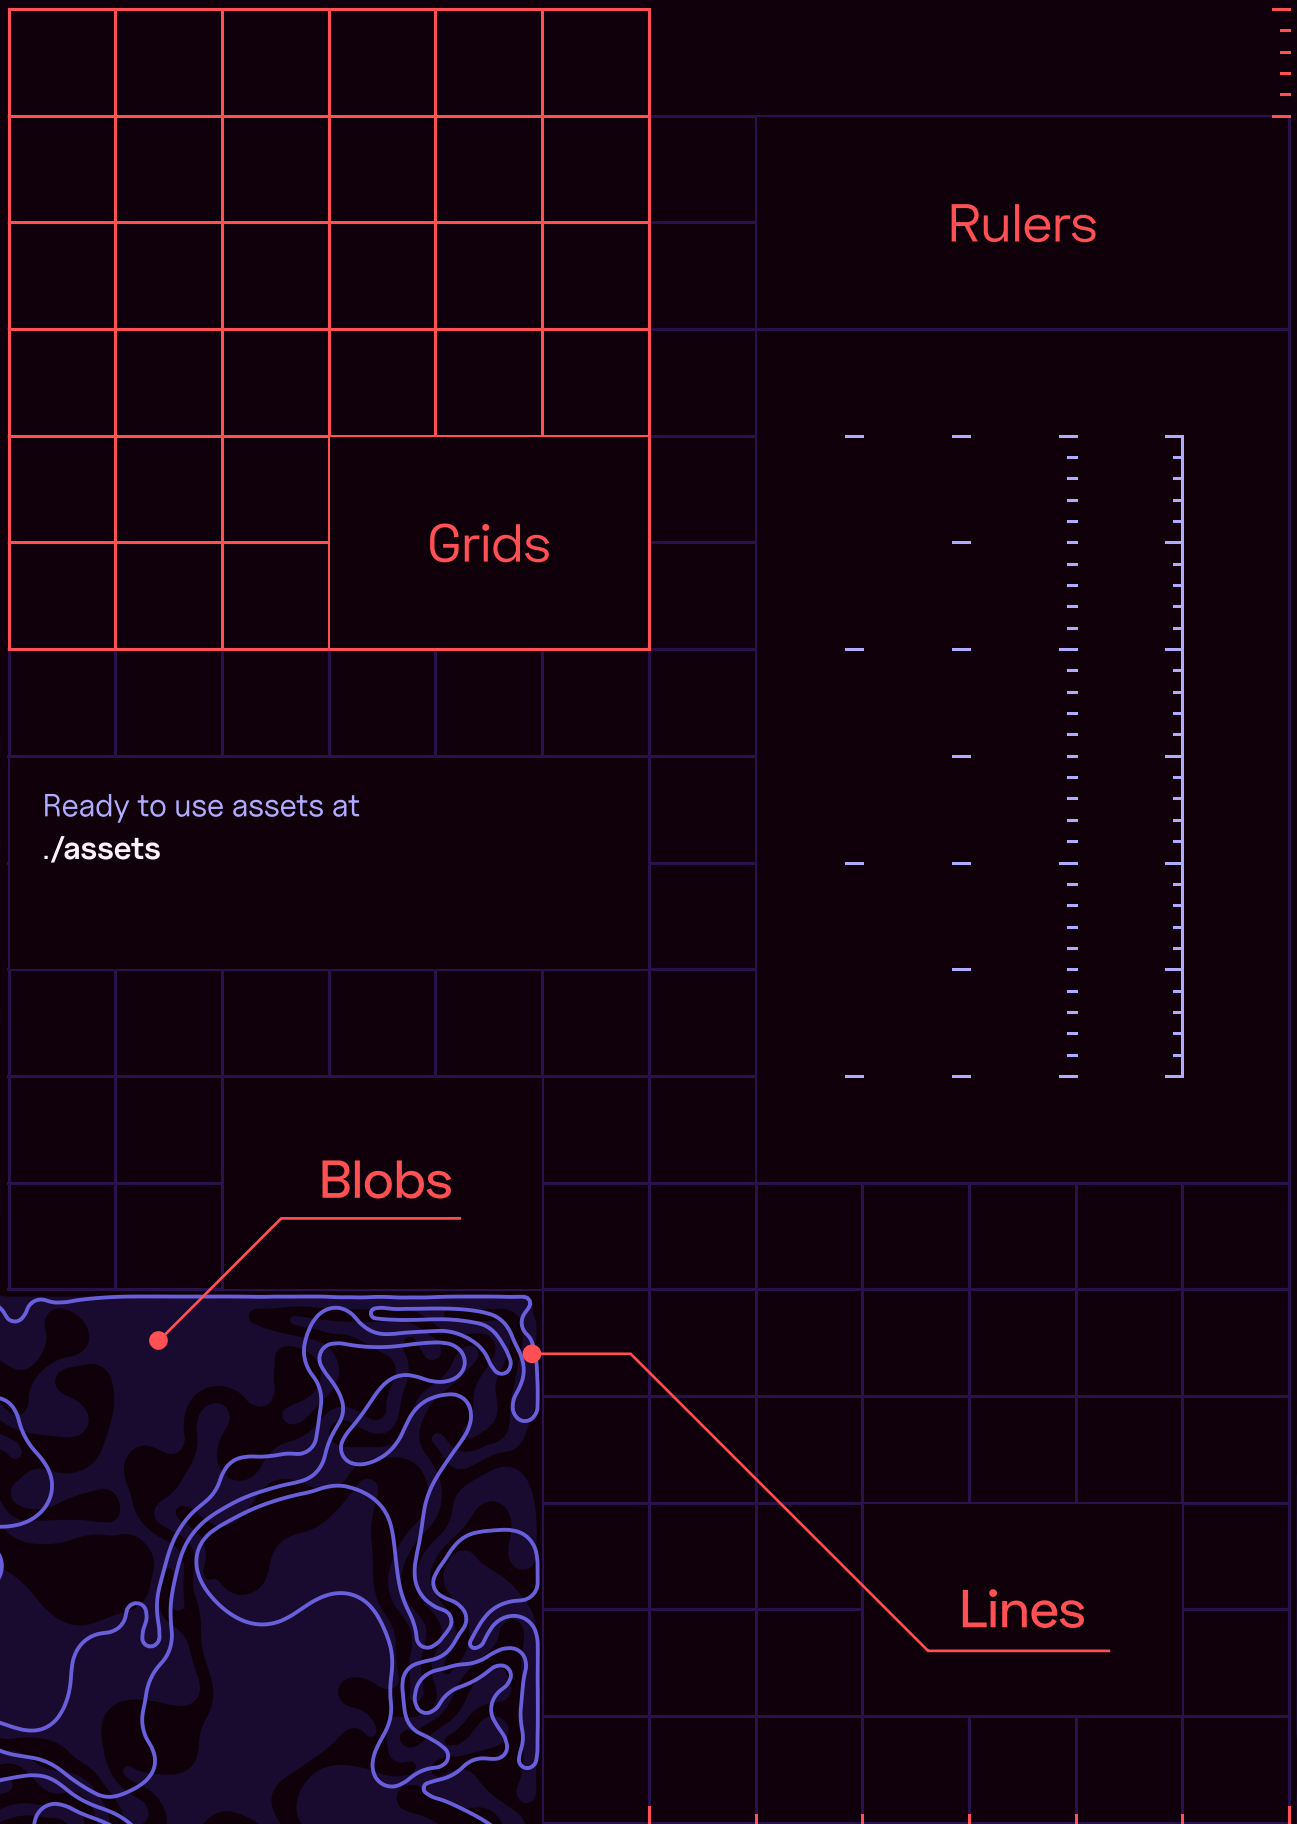 Rulers
Grids
Ready to use assets at
./assets
Blobs
Lines